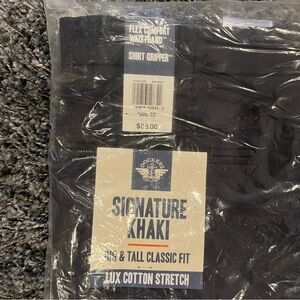 FLEX COMFORT
WAISTBAND
SHIRT GRIPPER
DOCKERS
SIGNATURE
KHAKI
BIG & TALL CLASSIC FIT
LUX COTTON STRETCH